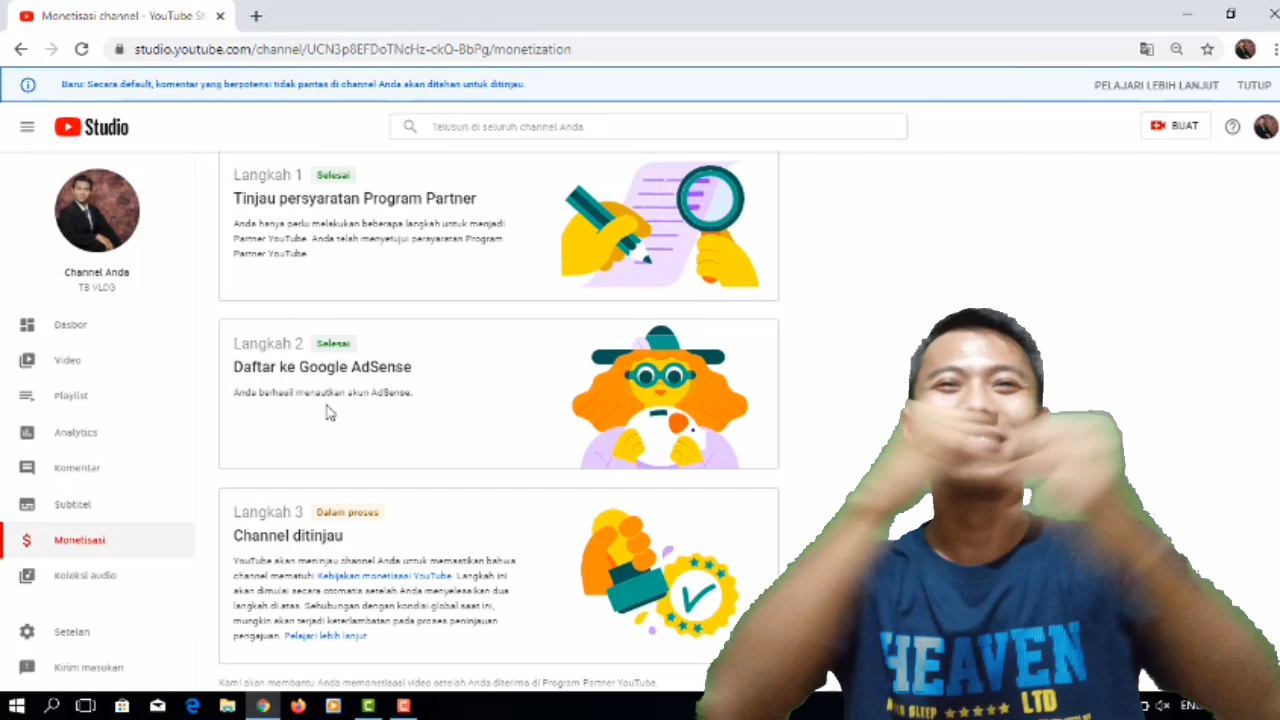 Monetisasi channel - YouTube St
studio.youtube.com/channel/UCN3p8EFDoTNcHz-ckQ-BbPg/monetization
Baru: Secara default, komentar yang berpotensi tidak pantas di channel Anda akan ditahan untuk ditinjau.
PELAJARI LEBIH LANJUT
TUTUP
Studio
Telusuri di seluruh channel Anda
BUAT
Channel Anda
TB VLOG
Dasbor
Video
Playlist
Analytics
Komentar
Subtitel
Monetisasi
Koleksi audio
Setelan
Kirim masukan
Langkah 1 Selesai
Tinjau persyaratan Program Partner
Anda hanya perlu melakukan beberapa langkah untuk menjadi
Partner YouTube. Anda telah menyetujui persyaratan Program
Partner YouTube.
Langkah 2 Selesai
Daftar ke Google AdSense
Anda berhasil menautkan akun AdSense.
Langkah 3 Dalam proses
Channel ditinjau
YouTube akan meninjau channel Anda untuk memastikan bahwa
channel mematuhi Kebijakan monetisasi YouTube. Langkah ini
akan dimulai secara otomatis setelah Anda menyelesaikan dua
langkah di atas. Sehubungan dengan kondisi global saat ini,
mungkin akan terjadi keterlambatan pada proses peninjauan
pengajuan. Pelajari lebih lanjut
Kami akan membantu Anda memonetisasi video setelah Anda diterima di Program Partner YouTube.
HEAVEN
SLEEP ★★★★★ LTD